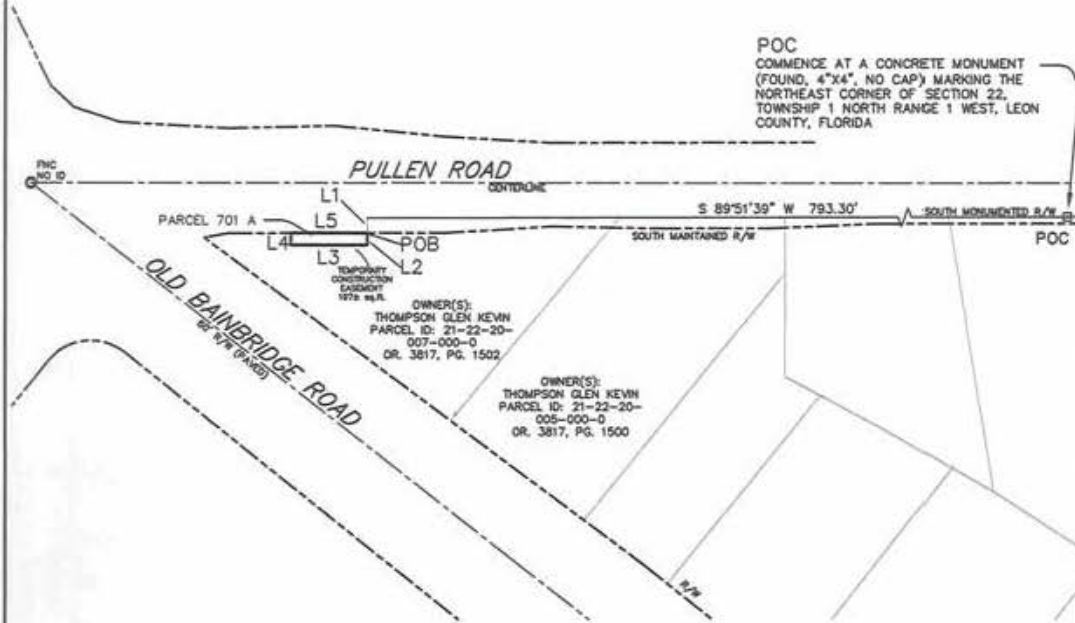 POC
COMMENCE AT A CONCRETE MONUMENT
(FOUND, 4"X4", NO CAP) MARKING THE
NORTHEAST CORNER OF SECTION 22,
TOWNSHIP 1 NORTH RANGE 1 WEST, LEON
COUNTY, FLORIDA
FNC
NO ID
PULLEN ROAD
CENTERLINE
L1
S 89°51'39" W 793.30'
SOUTH MONUMENTED R/W
PARCEL 701 A
L5
POB
SOUTH MAINTAINED R/W
POC
L4
L3
L2
TEMPORARY
CONSTRUCTION
EASEMENT
sq.ft.
OLD BAINBRIDGE ROAD
R/W (PAVED)
OWNER(S):
THOMPSON GLEN KEVIN
PARCEL ID: 21-22-20-
007-000-0
OR. 3817, PG. 1502
OWNER(S):
THOMPSON GLEN KEVIN
PARCEL ID: 21-22-20-
005-000-0
OR. 3817, PG. 1500
R/W